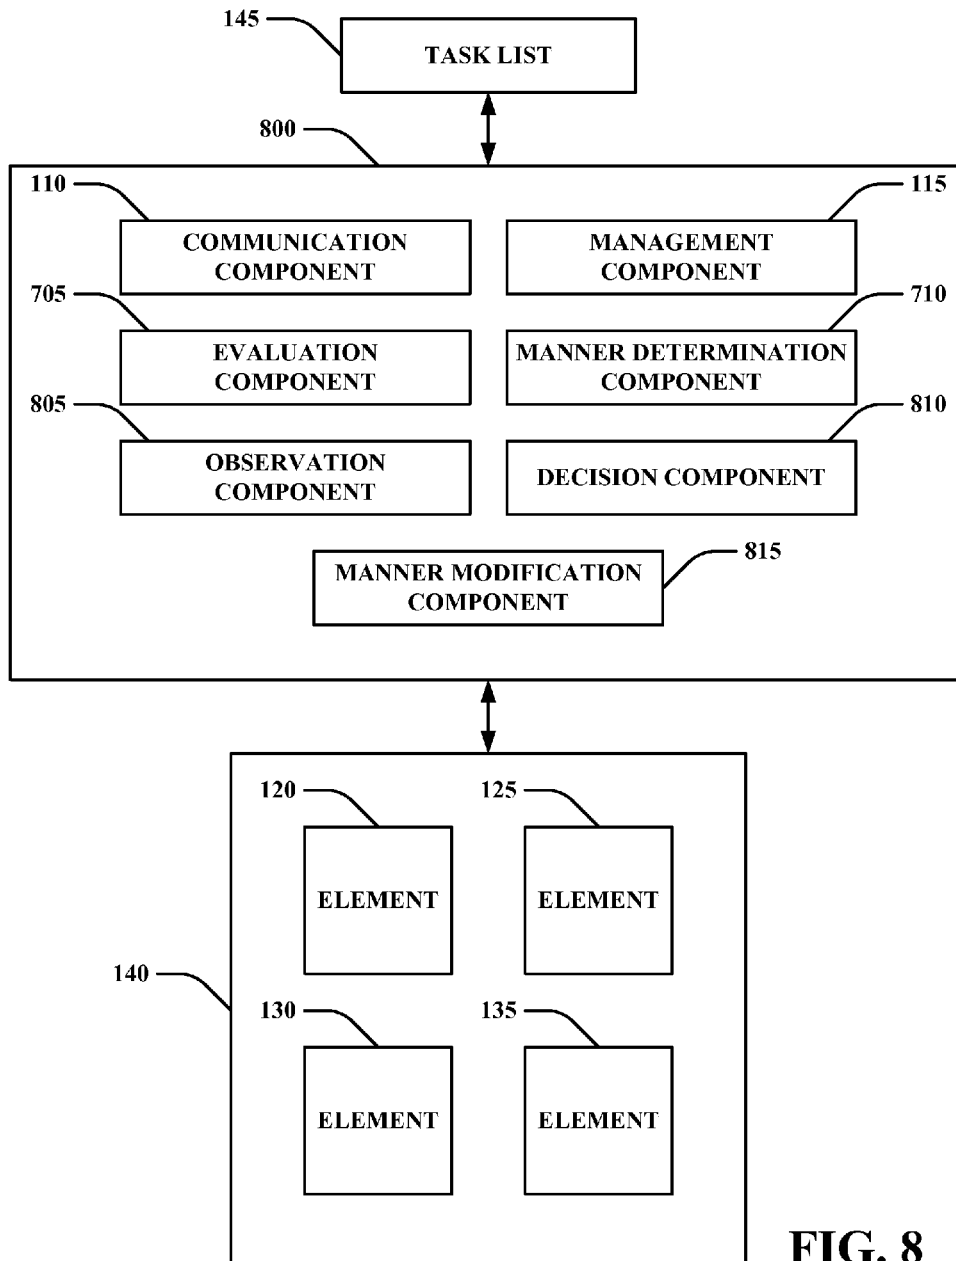 145
TASK LIST
800
110
115
COMMUNICATION
COMPONENT
MANAGEMENT
COMPONENT
705
710
EVALUATION
COMPONENT
MANNER DETERMINATION
COMPONENT
805
810
OBSERVATION
COMPONENT
DECISION COMPONENT
815
MANNER MODIFICATION
COMPONENT
120
125
ELEMENT
ELEMENT
140
130
135
ELEMENT
ELEMENT
FIG. 8